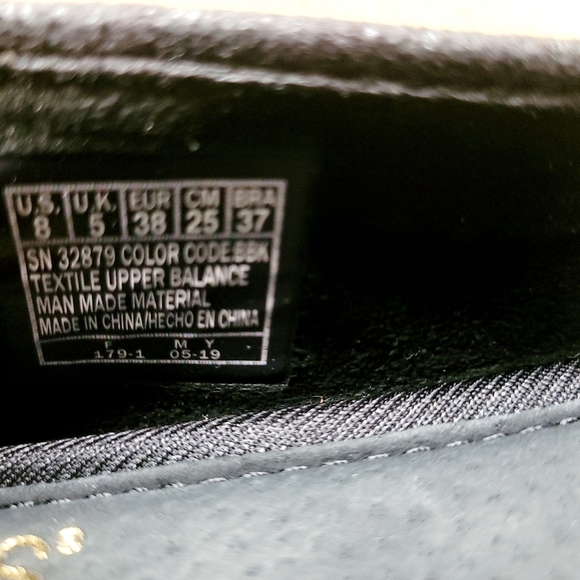 U.S. U.K. EUR CM BRA
8 5 38 25 37
SN 32879 COLOR CODE.BBK
TEXTILE UPPER BALANCE
MAN MADE MATERIAL
MADE IN CHINA/HECHO EN CHINA
F M Y
179-1 05-19